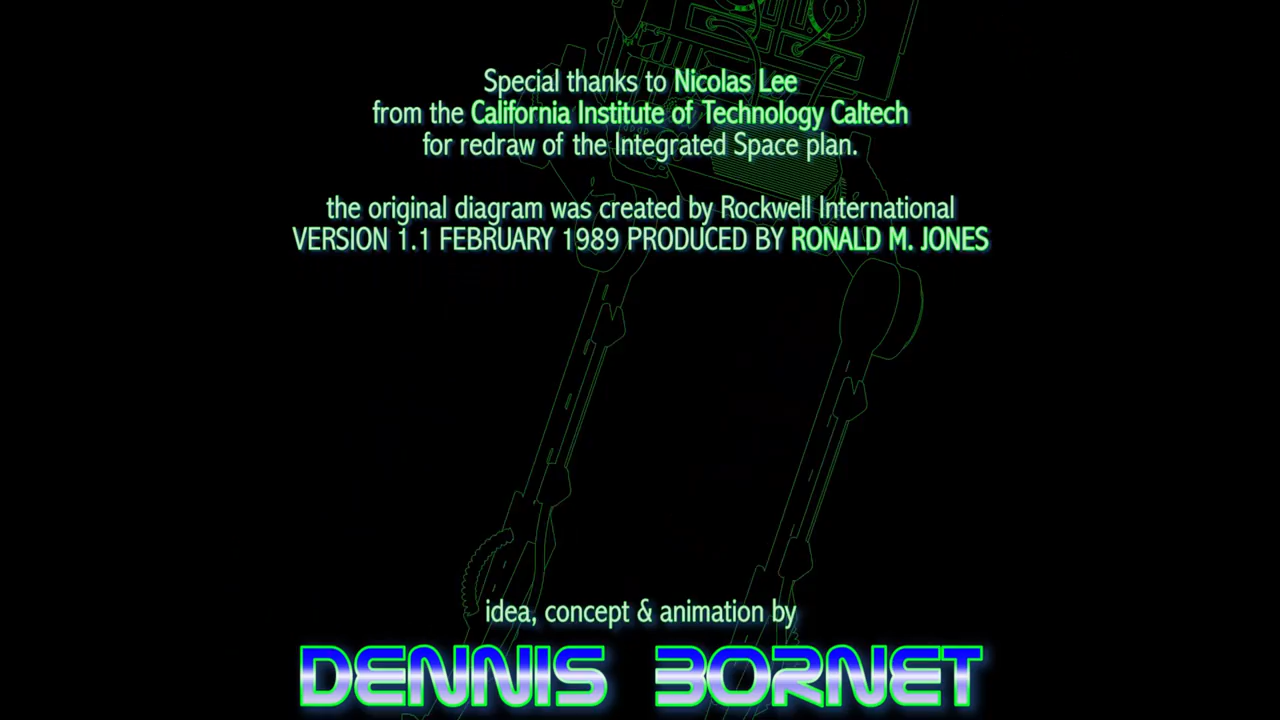 Special thanks to Nicolas Lee
from the California Institute of Technology Caltech
for redraw of the Integrated Space plan.
the original diagram was created by Rockwell International
VERSION 1.1 FEBRUARY 1989 PRODUCED BY RONALD M. JONES
idea, concept & animation by
DENNIS BORNET